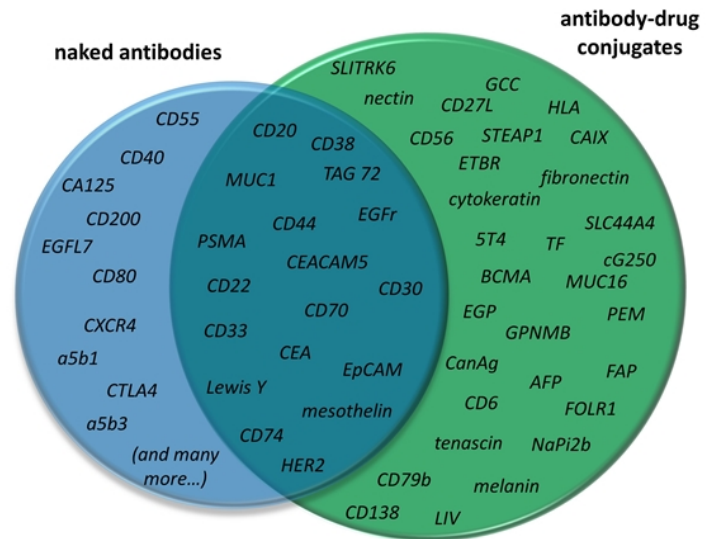 naked antibodies
antibody-drug
conjugates
CD55
CD40
CA125
CD200
EGFL7
CD80
CXCR4
a5b1
CTLA4
a5b3
(and many
more...)
CD20
CD38
MUC1
TAG 72
CD44
EGFr
PSMA
CEACAM5
CD22
CD30
CD70
CD33
CEA
EpCAM
Lewis Y
mesothelin
CD74
HER2
SLITRK6
nectin
GCC
CD27L
HLA
CD56
STEAP1
CAIX
ETBR
fibronectin
cytokeratin
SLC44A4
5T4
TF
cG250
BCMA
MUC16
EGP
PEM
GPNMB
CanAg
AFP
FAP
CD6
FOLR1
tenascin
NaPi2b
CD79b
melanin
CD138
LIV